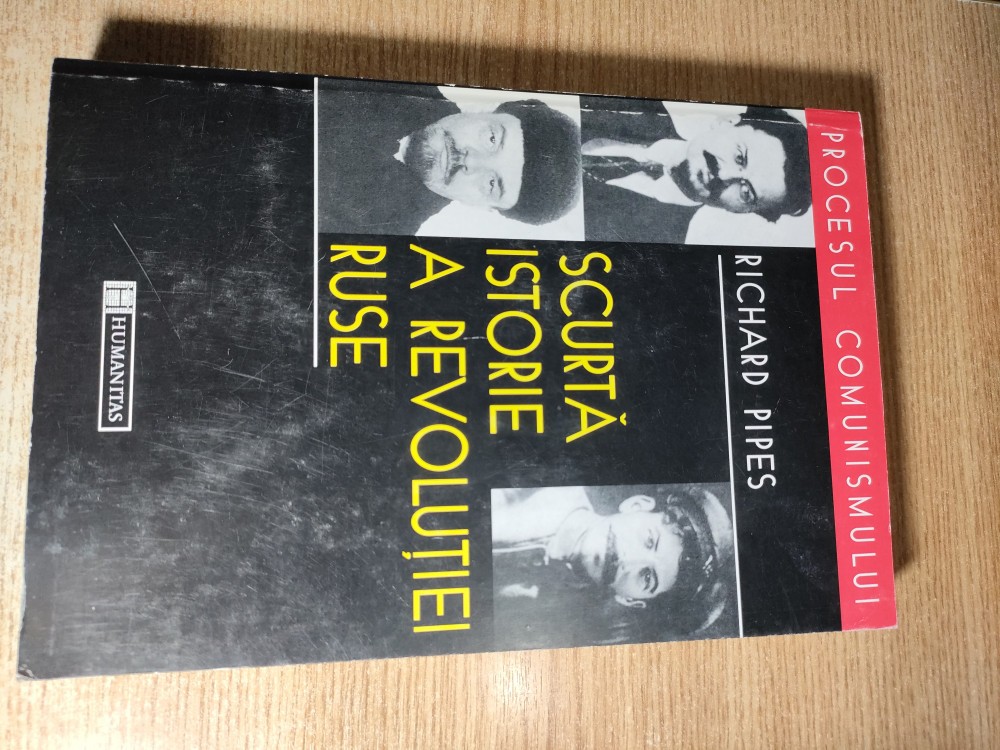 PROCESUL COMUNISMULUI
RICHARD PIPES
SCURTĂ
ISTORIE
A REVOLUȚIEI
RUSE
HUMANITAS